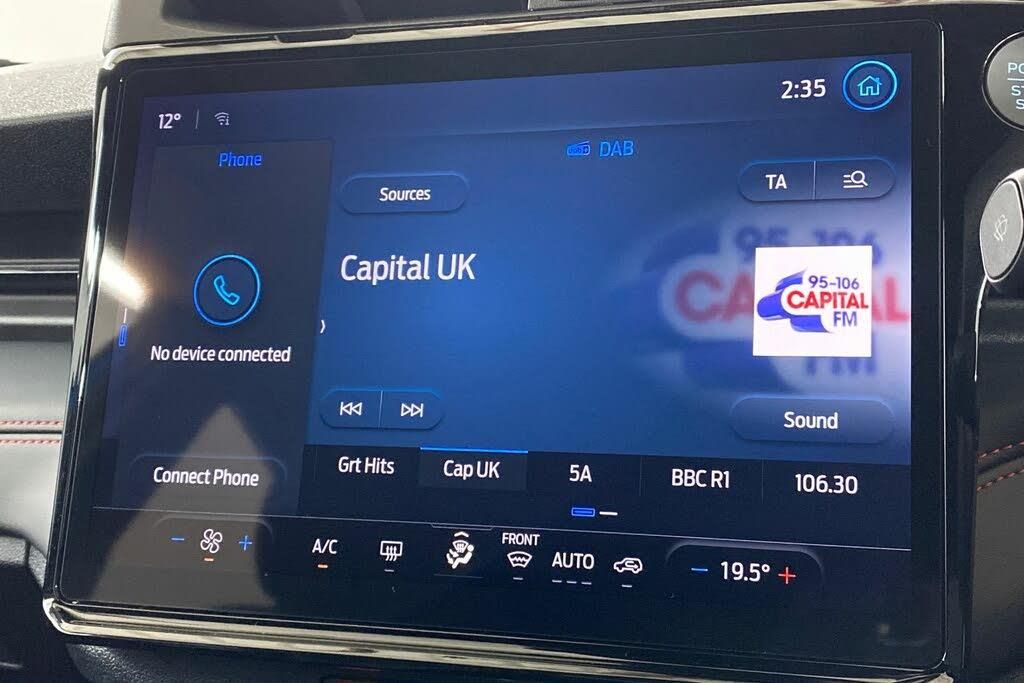 2:35
12°
Phone
DAB
Sources
TA
Capital UK
95-106
CAPITAL
FM
No device connected
Sound
Connect Phone
Grt Hits
Cap UK
5A
BBC R1
106.30
A/C
FRONT
AUTO
19.5°